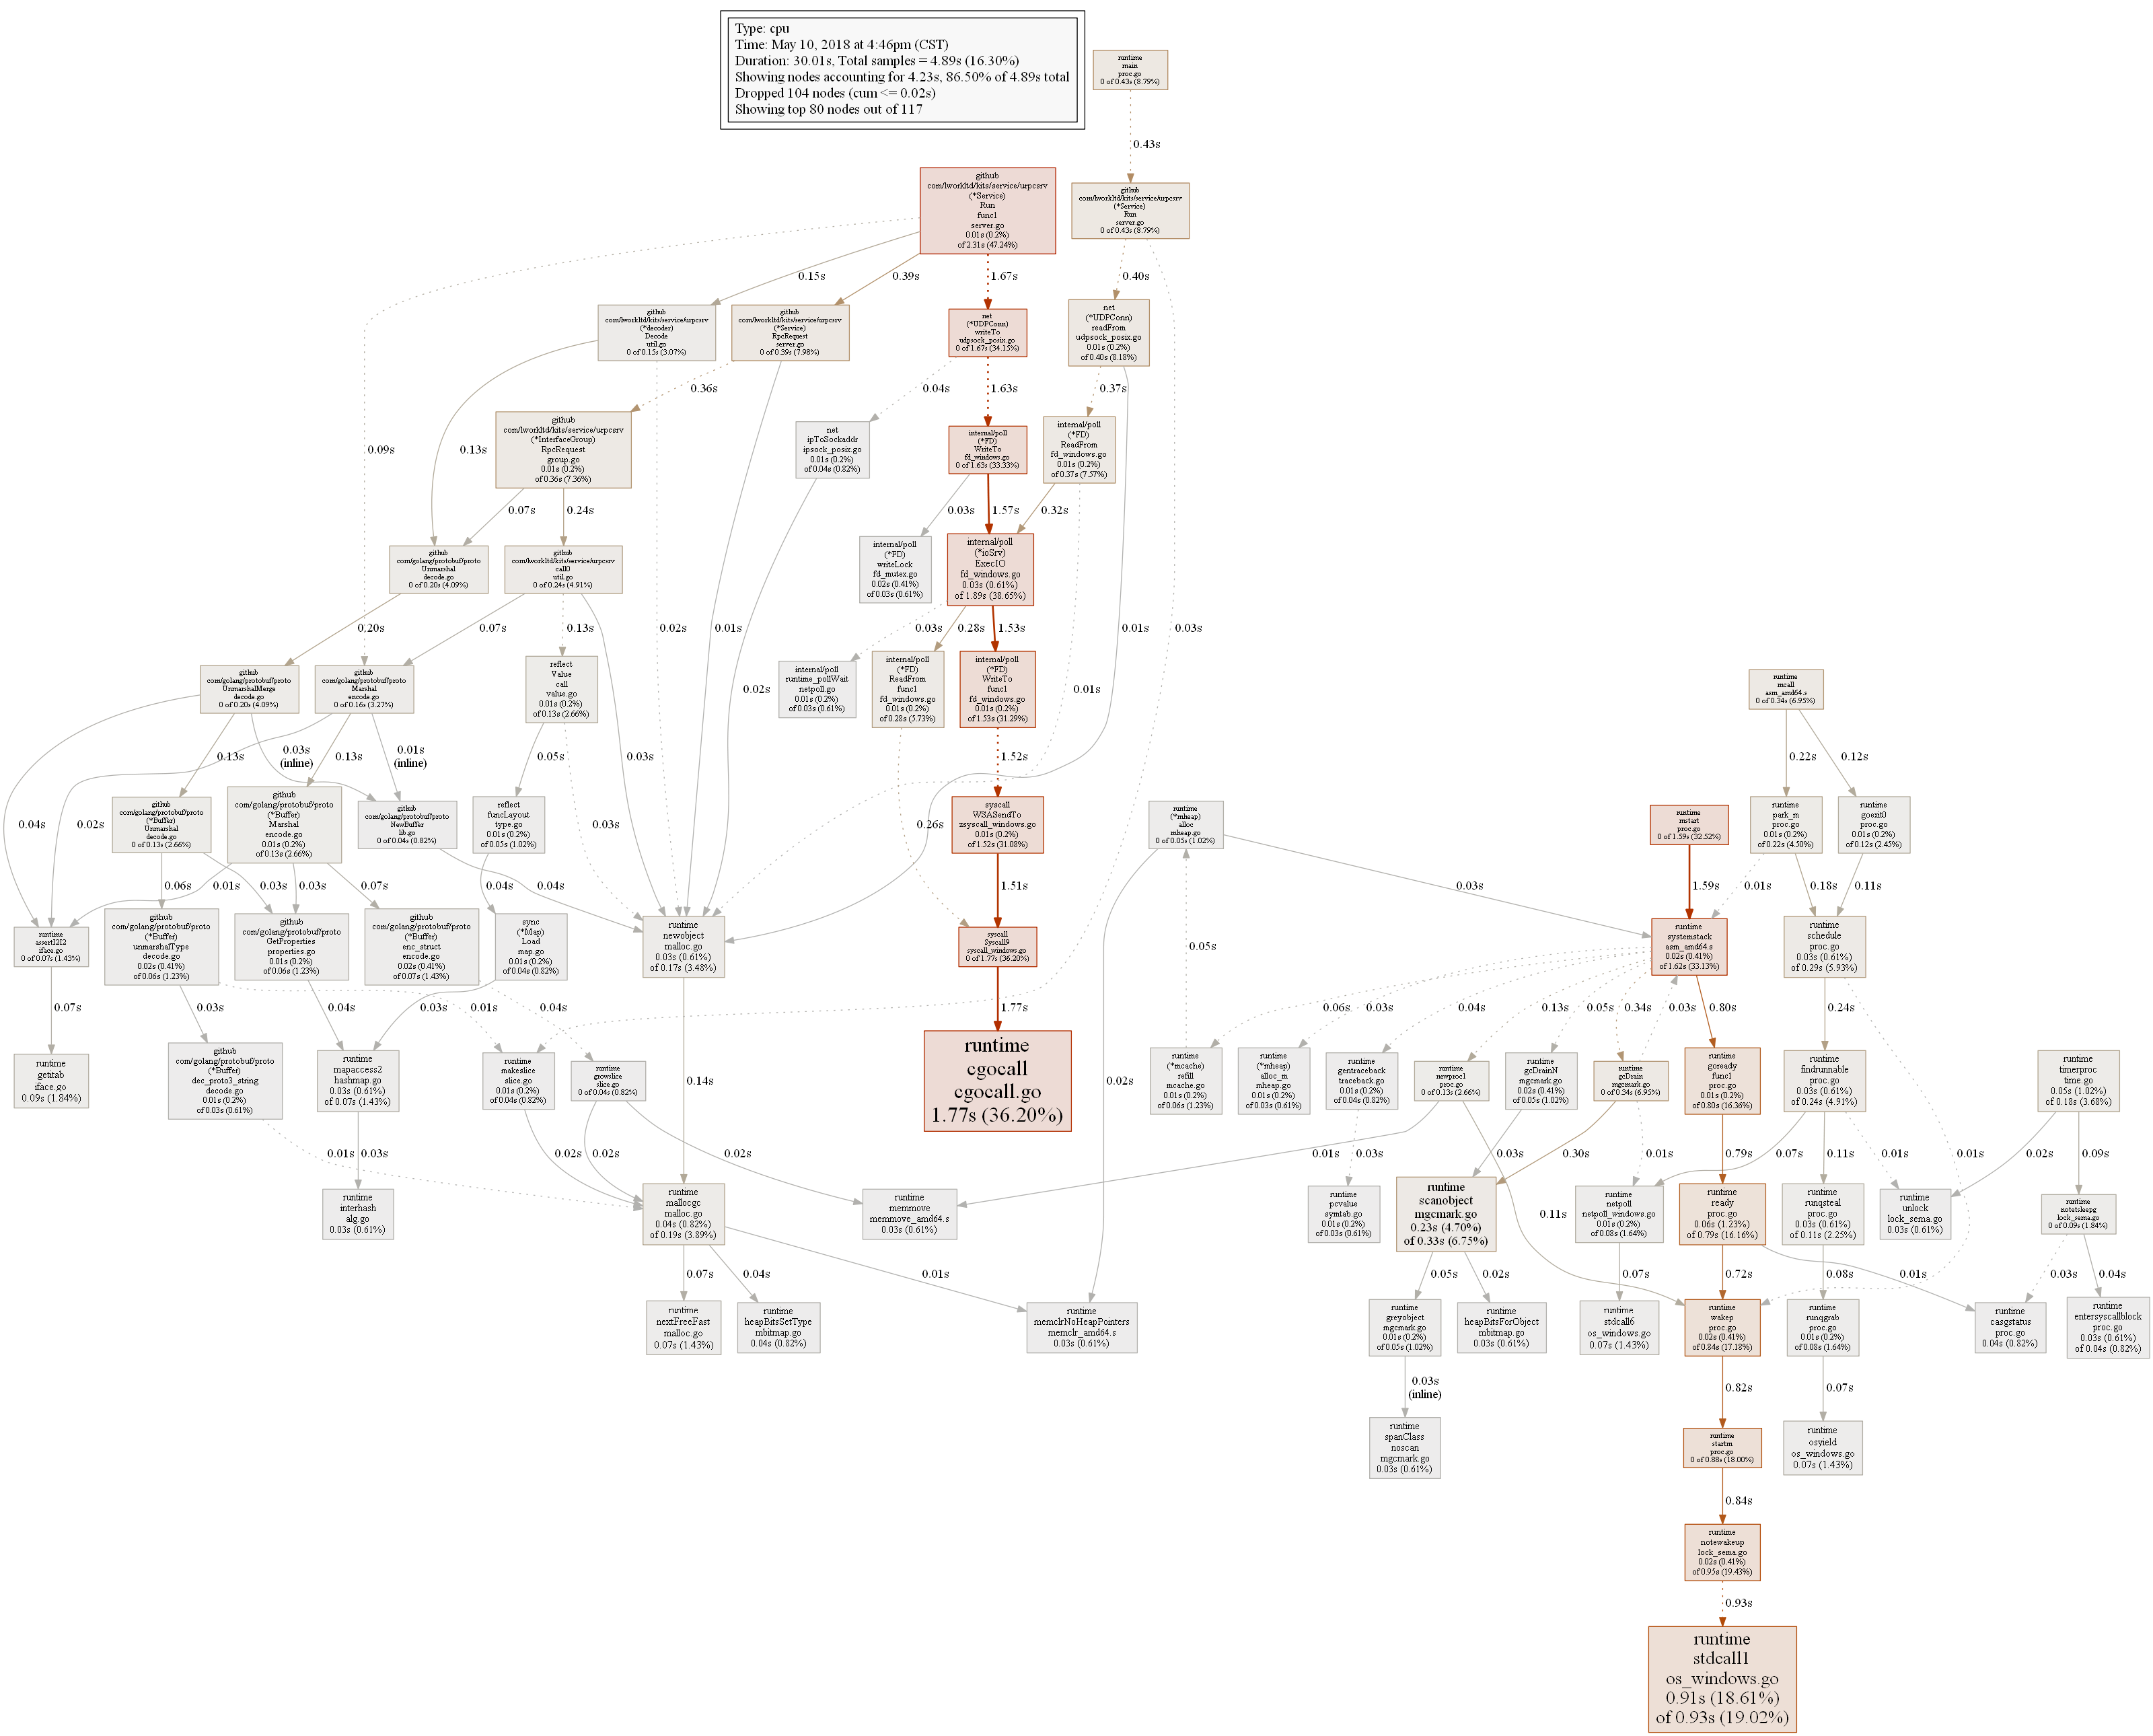 Type: cpu
Time: May 10, 2018 at 4:46pm (CST)
Duration: 30.01s, Total samples = 4.89s (16.30%)
Showing nodes accounting for 4.23s, 86.50% of 4.89s total
Dropped 104 nodes (cum <= 0.02s)
Showing top 80 nodes out of 117
runtime
main
proc.go
0 of 0.43s (8.79%)
0.43s
github
com/lworkltd/kits/service/urpcsrv
(*Service)
Run
func1
server.go
0.01s (0.2%)
of 2.31s (47.24%)
github
com/lworkltd/kits/service/urpcsrv
(*Service)
Run
server.go
0 of 0.43s (8.79%)
0.15s
0.39s
1.67s
0.40s
github
com/lworkltd/kits/service/urpcsrv
(*decoder)
Decode
util.go
0 of 0.15s (3.07%)
github
com/lworkltd/kits/service/urpcsrv
(*Service)
RpcRequest
server.go
0 of 0.39s (7.98%)
net
(*UDPConn)
writeTo
udpsock_posix.go
0 of 1.67s (34.15%)
net
(*UDPConn)
readFrom
udpsock_posix.go
0.01s (0.2%)
of 0.40s (8.18%)
0.36s
0.04s
1.63s
0.37s
0.09s
0.13s
github
com/lworkltd/kits/service/urpcsrv
(*InterfaceGroup)
RpcRequest
group.go
0.01s (0.2%)
of 0.36s (7.36%)
net
ipToSockaddr
ipsock_posix.go
0.01s (0.2%)
of 0.04s (0.82%)
internal/poll
(*FD)
WriteTo
fd_windows.go
0 of 1.63s (33.33%)
internal/poll
(*FD)
ReadFrom
fd_windows.go
0.01s (0.2%)
of 0.37s (7.57%)
0.07s
0.24s
0.03s
1.57s
0.32s
github
com/golang/protobuf/proto
Unmarshal
decode.go
0 of 0.20s (4.09%)
github
com/lworkltd/kits/service/urpcsrv
call0
util.go
0 of 0.24s (4.91%)
internal/poll
(*FD)
writeLock
fd_mutex.go
0.02s (0.41%)
of 0.03s (0.61%)
internal/poll
(*ioSrv)
ExecIO
fd_windows.go
0.03s (0.61%)
of 1.89s (38.65%)
0.20s
0.07s
0.13s
0.02s
0.01s
0.03s
0.28s
1.53s
0.01s
0.03s
github
com/golang/protobuf/proto
UnmarshalMerge
decode.go
0 of 0.20s (4.09%)
github
com/golang/protobuf/proto
Marshal
encode.go
0 of 0.16s (3.27%)
reflect
Value
call
value.go
0.01s (0.2%)
of 0.13s (2.66%)
0.02s
internal/poll
runtime_pollWait
netpoll.go
0.01s (0.2%)
of 0.03s (0.61%)
internal/poll
(*FD)
ReadFrom
func1
fd_windows.go
0.01s (0.2%)
of 0.28s (5.73%)
internal/poll
(*FD)
WriteTo
func1
fd_windows.go
0.01s (0.2%)
of 1.53s (31.29%)
0.01s
runtime
mcall
asm_amd64.s
0 of 0.34s (6.95%)
0.13s
0.03s
(inline)
0.13s
0.01s
(inline)
0.05s
0.03s
1.52s
0.22s
0.12s
0.04s
0.02s
github
com/golang/protobuf/proto
(*Buffer)
Unmarshal
decode.go
0 of 0.13s (2.66%)
github
com/golang/protobuf/proto
(*Buffer)
Marshal
encode.go
0.01s (0.2%)
of 0.13s (2.66%)
github
com/golang/protobuf/proto
NewBuffer
lib.go
0 of 0.04s (0.82%)
reflect
funcLayout
type.go
0.01s (0.2%)
of 0.05s (1.02%)
0.03s
0.26s
syscall
WSASendTo
zsyscall_windows.go
0.01s (0.2%)
of 1.52s (31.08%)
runtime
(*mheap)
alloc
mheap.go
0 of 0.05s (1.02%)
runtime
mstart
proc.go
0 of 1.59s (32.52%)
runtime
park_m
proc.go
0.01s (0.2%)
of 0.22s (4.50%)
runtime
goexit0
proc.go
0.01s (0.2%)
of 0.12s (2.45%)
0.06s
0.01s
0.03s
0.03s
0.07s
0.04s
0.04s
1.51s
0.03s
1.59s
0.01s
0.18s
0.11s
runtime
assertI2I2
iface.go
0 of 0.07s (1.43%)
github
com/golang/protobuf/proto
(*Buffer)
unmarshalType
decode.go
0.02s (0.41%)
of 0.06s (1.23%)
github
com/golang/protobuf/proto
GetProperties
properties.go
0.01s (0.2%)
of 0.06s (1.23%)
github
com/golang/protobuf/proto
(*Buffer)
enc_struct
encode.go
0.02s (0.41%)
of 0.07s (1.43%)
sync
(*Map)
Load
map.go
0.01s (0.2%)
of 0.04s (0.82%)
runtime
newobject
malloc.go
0.03s (0.61%)
of 0.17s (3.48%)
syscall
Syscall9
syscall_windows.go
0 of 1.77s (36.20%)
0.05s
runtime
systemstack
asm_amd64.s
0.02s (0.41%)
of 1.62s (33.13%)
runtime
schedule
proc.go
0.03s (0.61%)
of 0.29s (5.93%)
0.07s
0.03s
0.04s
0.01s
0.03s
0.04s
1.77s
0.06s
0.03s
0.04s
0.13s
0.05s
0.34s
0.03s
0.80s
0.24s
runtime
getitab
iface.go
0.09s (1.84%)
github
com/golang/protobuf/proto
(*Buffer)
dec_proto3_string
decode.go
0.01s (0.2%)
of 0.03s (0.61%)
runtime
mapaccess2
hashmap.go
0.03s (0.61%)
of 0.07s (1.43%)
runtime
makeslice
slice.go
0.01s (0.2%)
of 0.04s (0.82%)
runtime
growslice
slice.go
0 of 0.04s (0.82%)
0.14s
runtime
cgocall
cgocall.go
1.77s (36.20%)
0.02s
runtime
(*mcache)
refill
mcache.go
0.01s (0.2%)
of 0.06s (1.23%)
runtime
(*mheap)
alloc_m
mheap.go
0.01s (0.2%)
of 0.03s (0.61%)
runtime
gentraceback
traceback.go
0.01s (0.2%)
of 0.04s (0.82%)
runtime
newproc1
proc.go
0 of 0.13s (2.66%)
runtime
gcDrainN
mgcmark.go
0.02s (0.41%)
of 0.05s (1.02%)
runtime
gcDrain
mgcmark.go
0 of 0.34s (6.95%)
runtime
goready
func1
proc.go
0.01s (0.2%)
of 0.80s (16.36%)
runtime
findrunnable
proc.go
0.03s (0.61%)
of 0.24s (4.91%)
runtime
timerproc
time.go
0.05s (1.02%)
of 0.18s (3.68%)
0.01s
0.03s
0.02s
0.02s
0.02s
0.03s
0.01s
0.03s
0.30s
0.01s
0.79s
0.07s
0.11s
0.01s
0.01s
0.02s
0.09s
runtime
interhash
alg.go
0.03s (0.61%)
runtime
mallocgc
malloc.go
0.04s (0.82%)
of 0.19s (3.89%)
runtime
memmove
memmove_amd64.s
0.03s (0.61%)
runtime
pcvalue
symtab.go
0.01s (0.2%)
of 0.03s (0.61%)
runtime
scanobject
mgcmark.go
0.23s (4.70%)
of 0.33s (6.75%)
0.11s
runtime
netpoll
netpoll_windows.go
0.01s (0.2%)
of 0.08s (1.64%)
runtime
ready
proc.go
0.06s (1.23%)
of 0.79s (16.16%)
runtime
runqsteal
proc.go
0.03s (0.61%)
of 0.11s (2.25%)
runtime
unlock
lock_sema.go
0.03s (0.61%)
runtime
notetsleepg
lock_sema.go
0 of 0.09s (1.84%)
0.07s
0.04s
0.01s
0.05s
0.02s
0.07s
0.72s
0.08s
0.01s
0.03s
0.04s
runtime
nextFreeFast
malloc.go
0.07s (1.43%)
runtime
heapBitsSetType
mbitmap.go
0.04s (0.82%)
runtime
memclrNoHeapPointers
memclr_amd64.s
0.03s (0.61%)
runtime
greyobject
mgcmark.go
0.01s (0.2%)
of 0.05s (1.02%)
runtime
heapBitsForObject
mbitmap.go
0.03s (0.61%)
runtime
stdcall6
os_windows.go
0.07s (1.43%)
runtime
wakep
proc.go
0.02s (0.41%)
of 0.84s (17.18%)
runtime
runqgrab
proc.go
0.01s (0.2%)
of 0.08s (1.64%)
runtime
casgstatus
proc.go
0.04s (0.82%)
runtime
entersyscallblock
proc.go
0.03s (0.61%)
of 0.04s (0.82%)
0.03s
(inline)
0.82s
0.07s
runtime
spanClass
noscan
mgcmark.go
0.03s (0.61%)
runtime
startm
proc.go
0 of 0.88s (18.00%)
runtime
osyield
os_windows.go
0.07s (1.43%)
0.84s
runtime
notewakeup
lock_sema.go
0.02s (0.41%)
of 0.95s (19.43%)
0.93s
runtime
stdcall1
os_windows.go
0.91s (18.61%)
of 0.93s (19.02%)